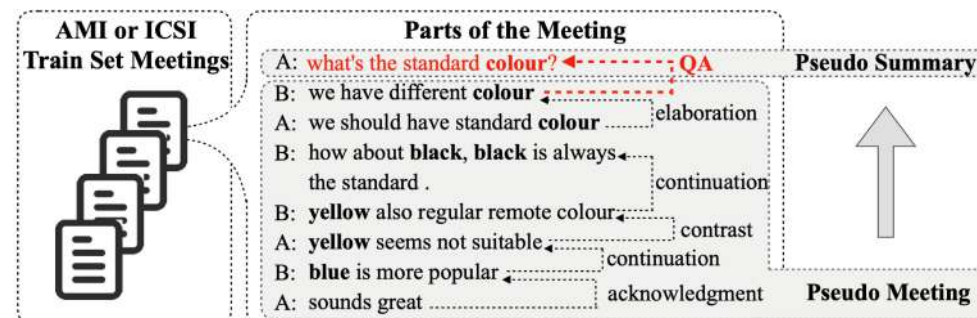 AMI or ICSI
Train Set Meetings
Parts of the Meeting
A: what's the standard colour?
QA
Pseudo Summary
B: we have different colour
elaboration
A: we should have standard colour
B: how about black, black is always
the standard .
continuation
B: yellow also regular remote colour
contrast
A: yellow seems not suitable
continuation
B: blue is more popular
acknowledgment
A: sounds great
Pseudo Meeting